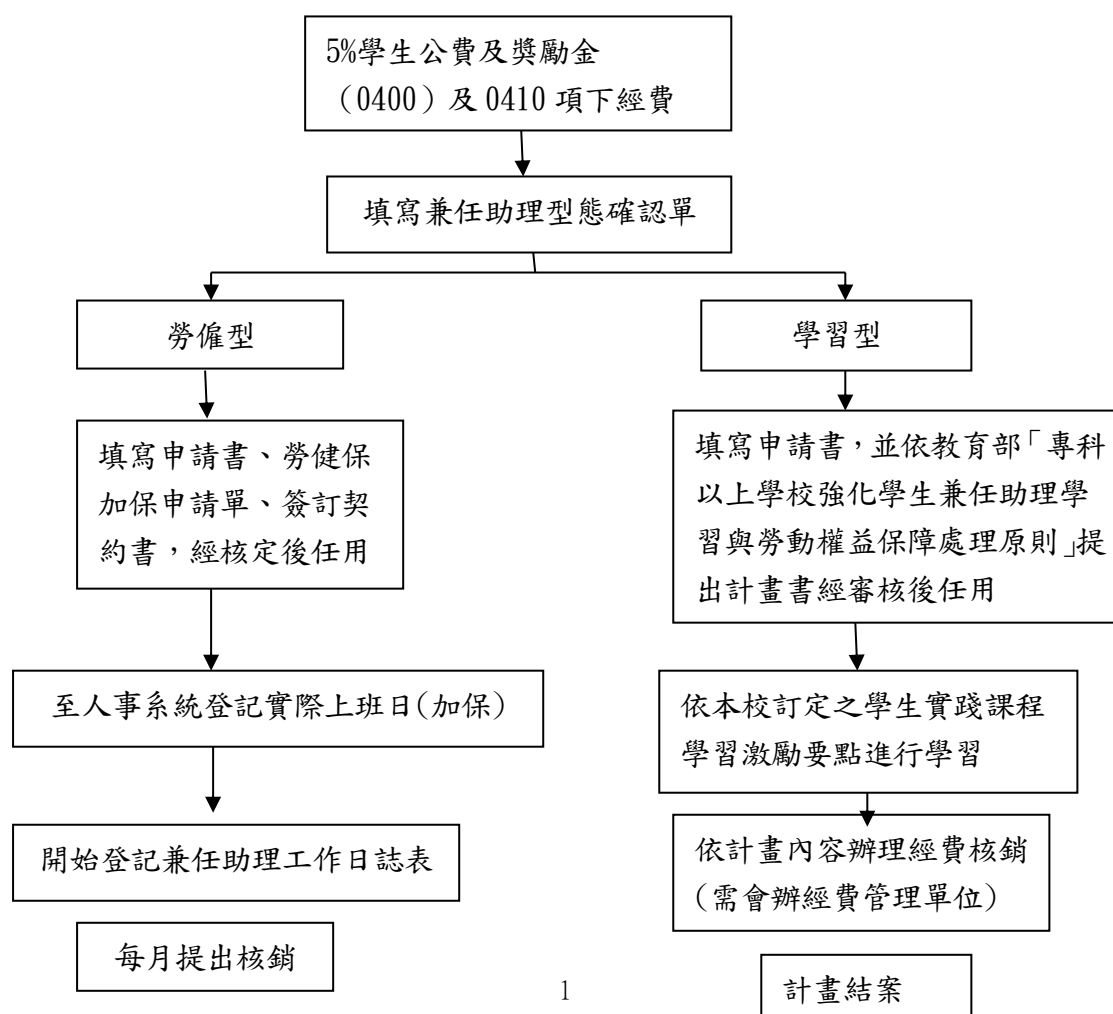 5%學生公費及獎勵金
（0400）及 0410 項下經費
填寫兼任助理型態確認單
勞僱型
學習型
填寫申請書、勞健保
加保申請單、簽訂契
約書，經核定後任用
填寫申請書，並依教育部「專科
以上學校強化學生兼任助理學
習與勞動權益保障處理原則」提
出計畫書經審核後任用
至人事系統登記實際上班日(加保)
依本校訂定之學生實踐課程
學習激勵要點進行學習
開始登記兼任助理工作日誌表
依計畫內容辦理經費核銷
(需會辦經費管理單位)
每月提出核銷
計畫結案
1